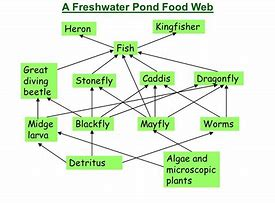 A Freshwater Pond Food Web
Heron
Kingfisher
Fish
Great
diving
beetle
Stonefly
Caddis
Dragonfly
Midge
larva
Blackfly
Mayfly
Worms
Detritus
Algae and
microscopic
plants